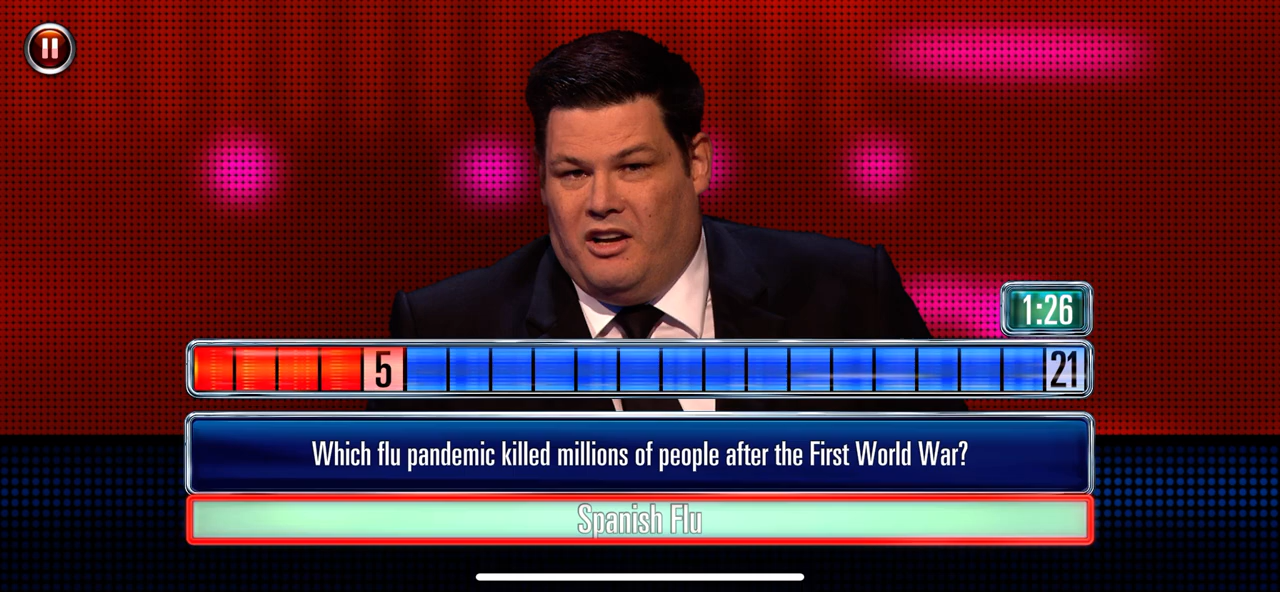 1:26
5
21
Which flu pandemic killed millions of people after the First World War?
Spanish Flu